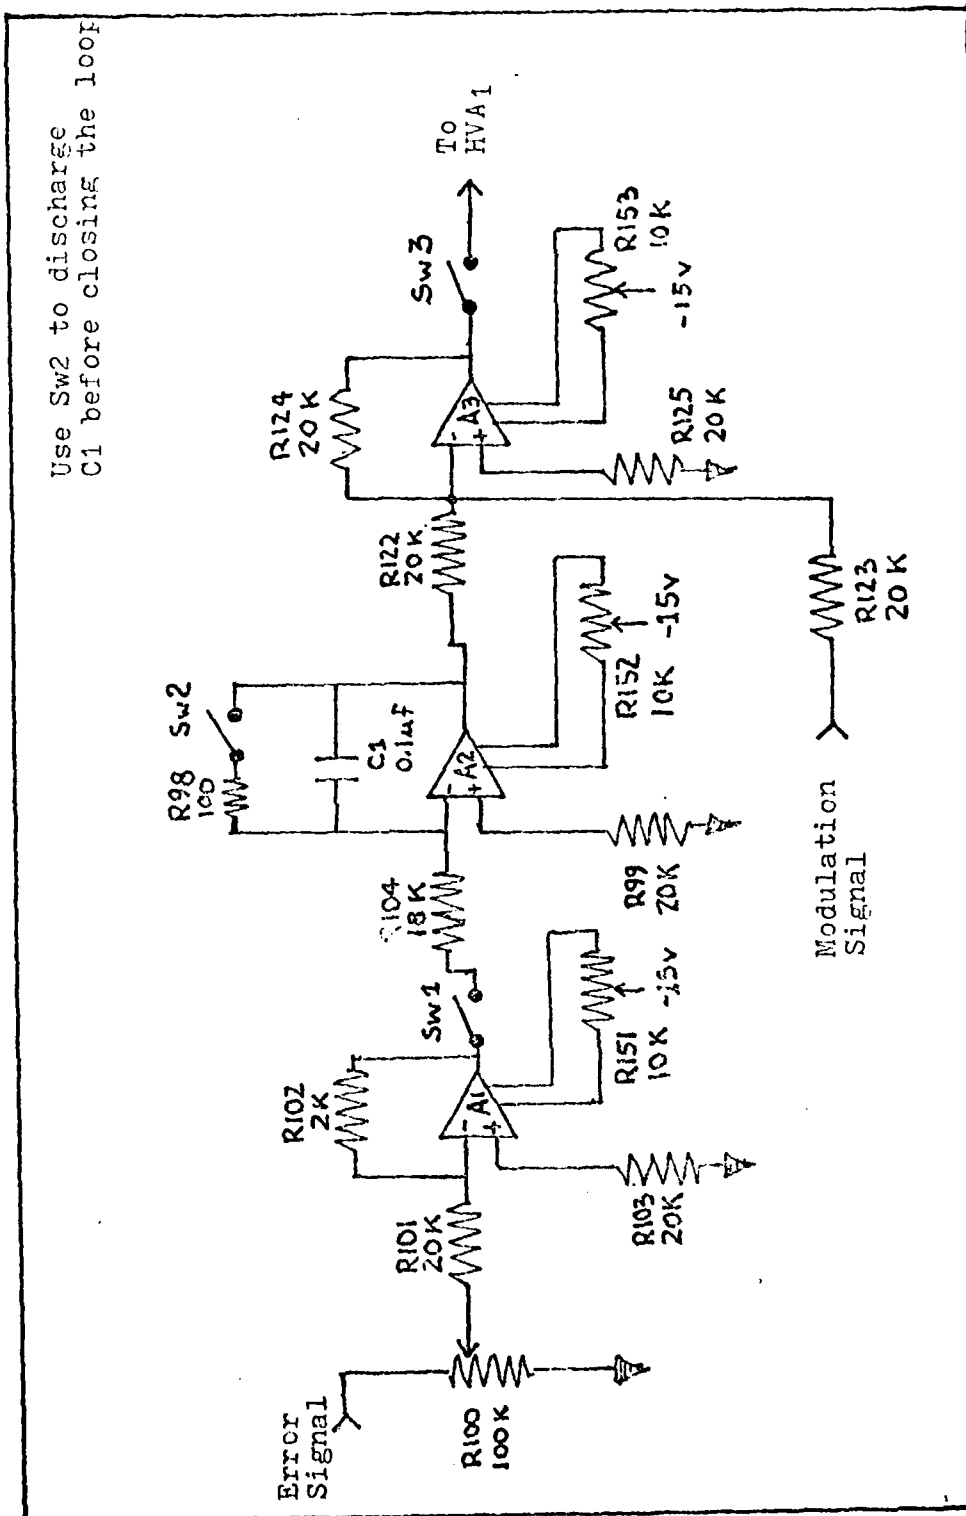 Use Sw2 to discharge
C1 before closing the loop
Error
Signal
R100
100K
R101
20K
R102
2K
A1
-
+
R103
20K
R151
10K
-15v
Sw1
R104
18K
R98
100
Sw2
C1
0.1uf
A2
-
+
R99
20K
R152
10K
-15v
R122
20K
R124
20K
A3
-
+
R125
20K
R153
10K
-15v
Sw3
To
HVA1
R123
20K
Modulation
Signal